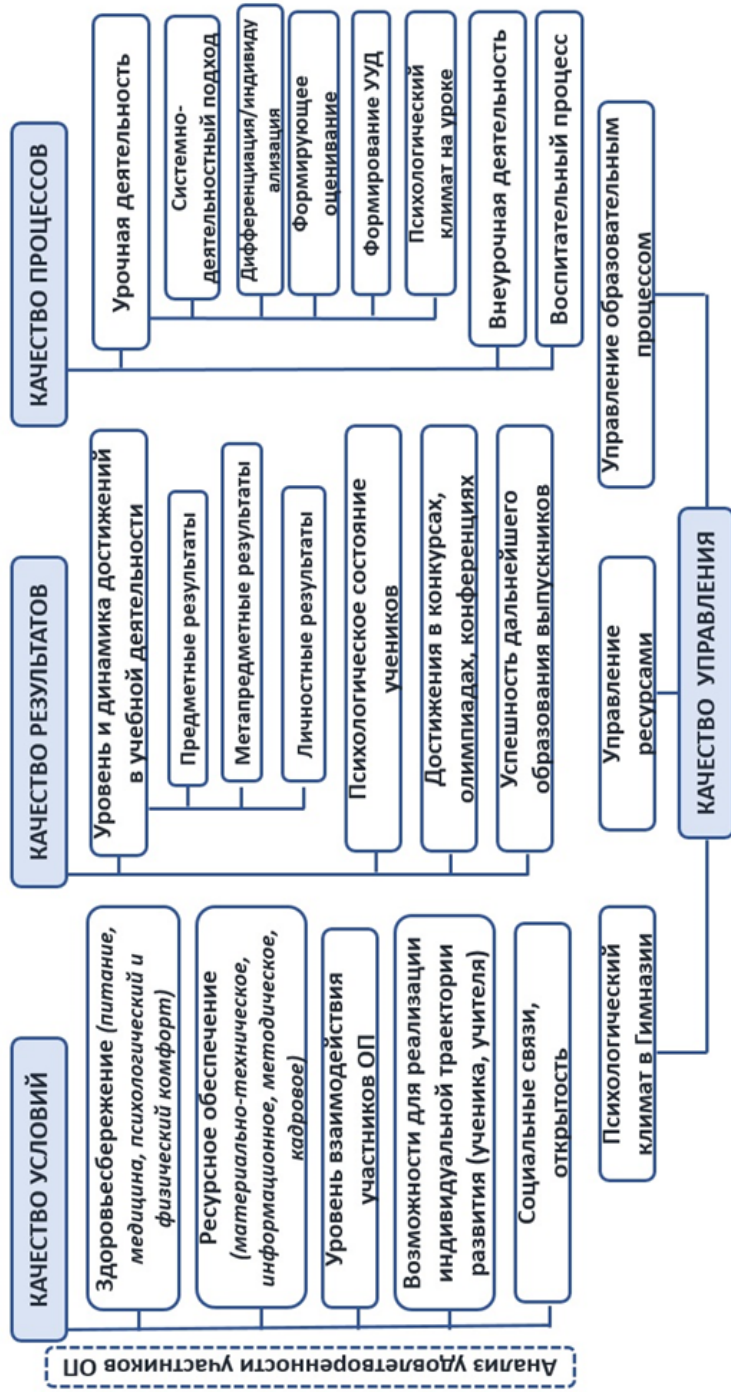 Анализ удовлетворенности участников ОП
КАЧЕСТВО УСЛОВИЙ
Здоровьесбережение (питание,
медицина, психологический и
физический комфорт)
Ресурсное обеспечение
(материально-техническое,
информационное, методическое,
кадровое)
Уровень взаимодействия
участников ОП
Возможности для реализации
индивидуальной траектории
развития (ученика, учителя)
Социальные связи,
открытость
КАЧЕСТВО РЕЗУЛЬТАТОВ
Уровень и динамика достижений
в учебной деятельности
Предметные результаты
Метапредметные результаты
Личностные результаты
Психологическое состояние
учеников
Достижения в конкурсах,
олимпиадах, конференциях
Успешность дальнейшего
образования выпускников
КАЧЕСТВО ПРОЦЕССОВ
Урочная деятельность
Системно-
деятельностный подход
Дифференциация/индивиду
ализация
Формирующее
оценивание
Формирование УУД
Психологический
климат на уроке
Внеурочная деятельность
Воспитательный процесс
Психологический
климат в Гимназии
Управление
ресурсами
Управление образовательным
процессом
КАЧЕСТВО УПРАВЛЕНИЯ